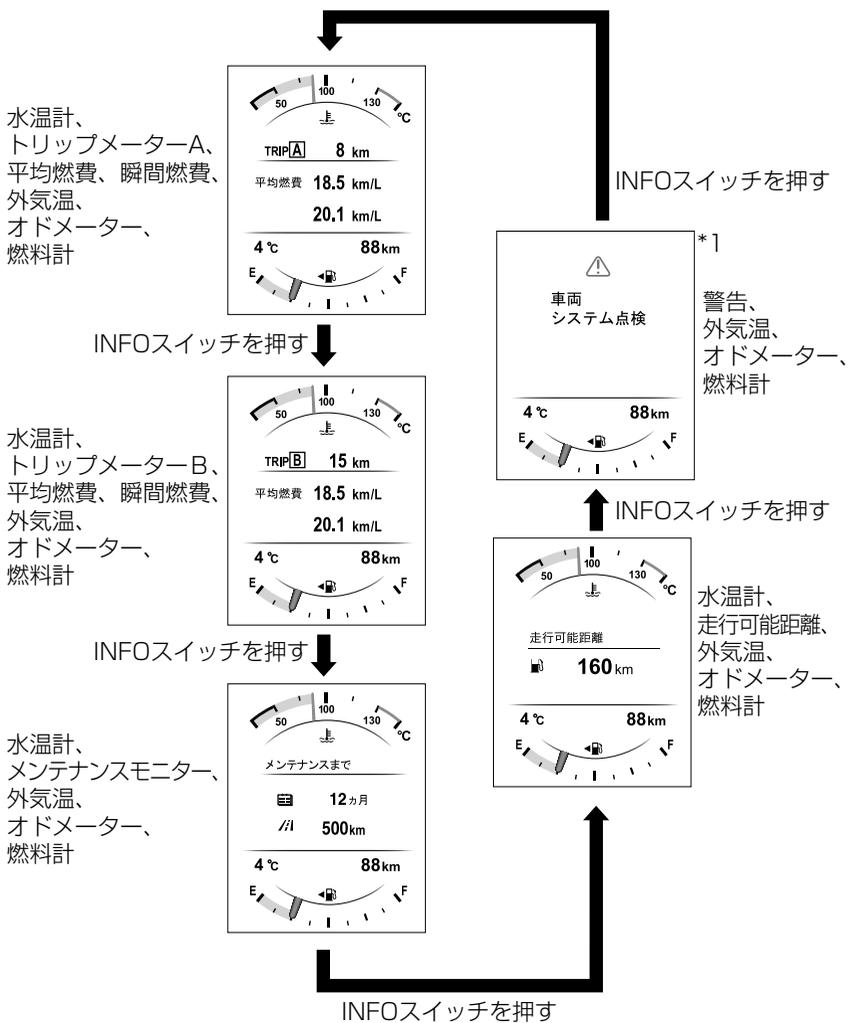 水温計、
トリップメーターA、
平均燃費、瞬間燃費、
外気温、
オドメーター、
燃料計
50
100
130
℃
TRIP A 8 km
平均燃費 18.5 km/L
20.1 km/L
4 ℃ 88km
E F
INFOスイッチを押す
水温計、
トリップメーターB、
平均燃費、瞬間燃費、
外気温、
オドメーター、
燃料計
50
100
130
℃
TRIP B 15 km
平均燃費 18.5 km/L
20.1 km/L
4 ℃ 88km
E F
INFOスイッチを押す
水温計、
メンテナンスモニター、
外気温、
オドメーター、
燃料計
50
100
130
℃
メンテナンスまで
12ヵ月
500km
4 ℃ 88km
E F
INFOスイッチを押す
50
100
130
℃
走行可能距離
160km
4 ℃ 88km
E F
水温計、
走行可能距離、
外気温、
オドメーター、
燃料計
INFOスイッチを押す
*1
車両
システム点検
4 ℃ 88km
E F
警告、
外気温、
オドメーター、
燃料計
INFOスイッチを押す